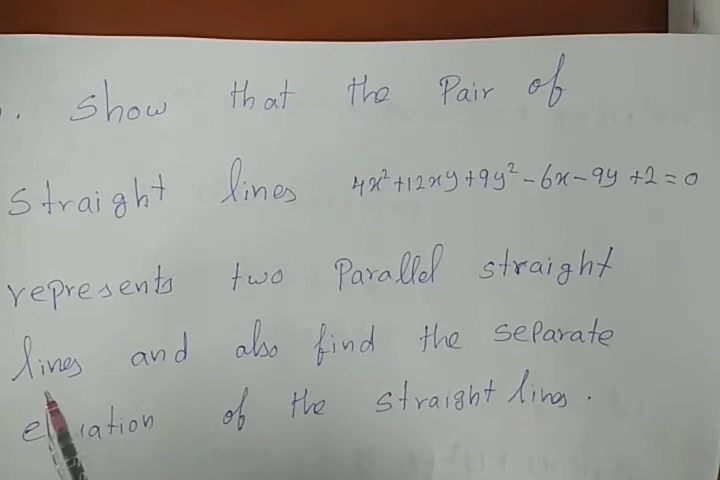 . Show that the Pair of
straight lines 4x²+12xy+9y²-6x-9y+2=0
represents two Parallel straight
lines and also find the separate
of the straight lines.